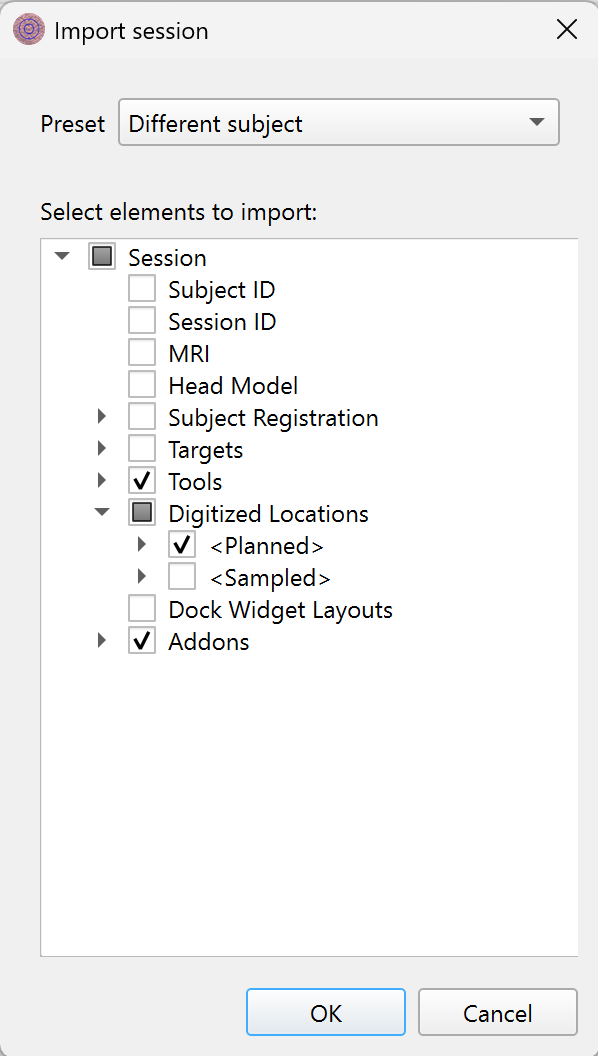 Import session
Preset Different subject
Select elements to import:
Session
Subject ID
Session ID
MRI
Head Model
Subject Registration
Targets
Tools
Digitized Locations
<Planned>
<Sampled>
Dock Widget Layouts
Addons
OK Cancel